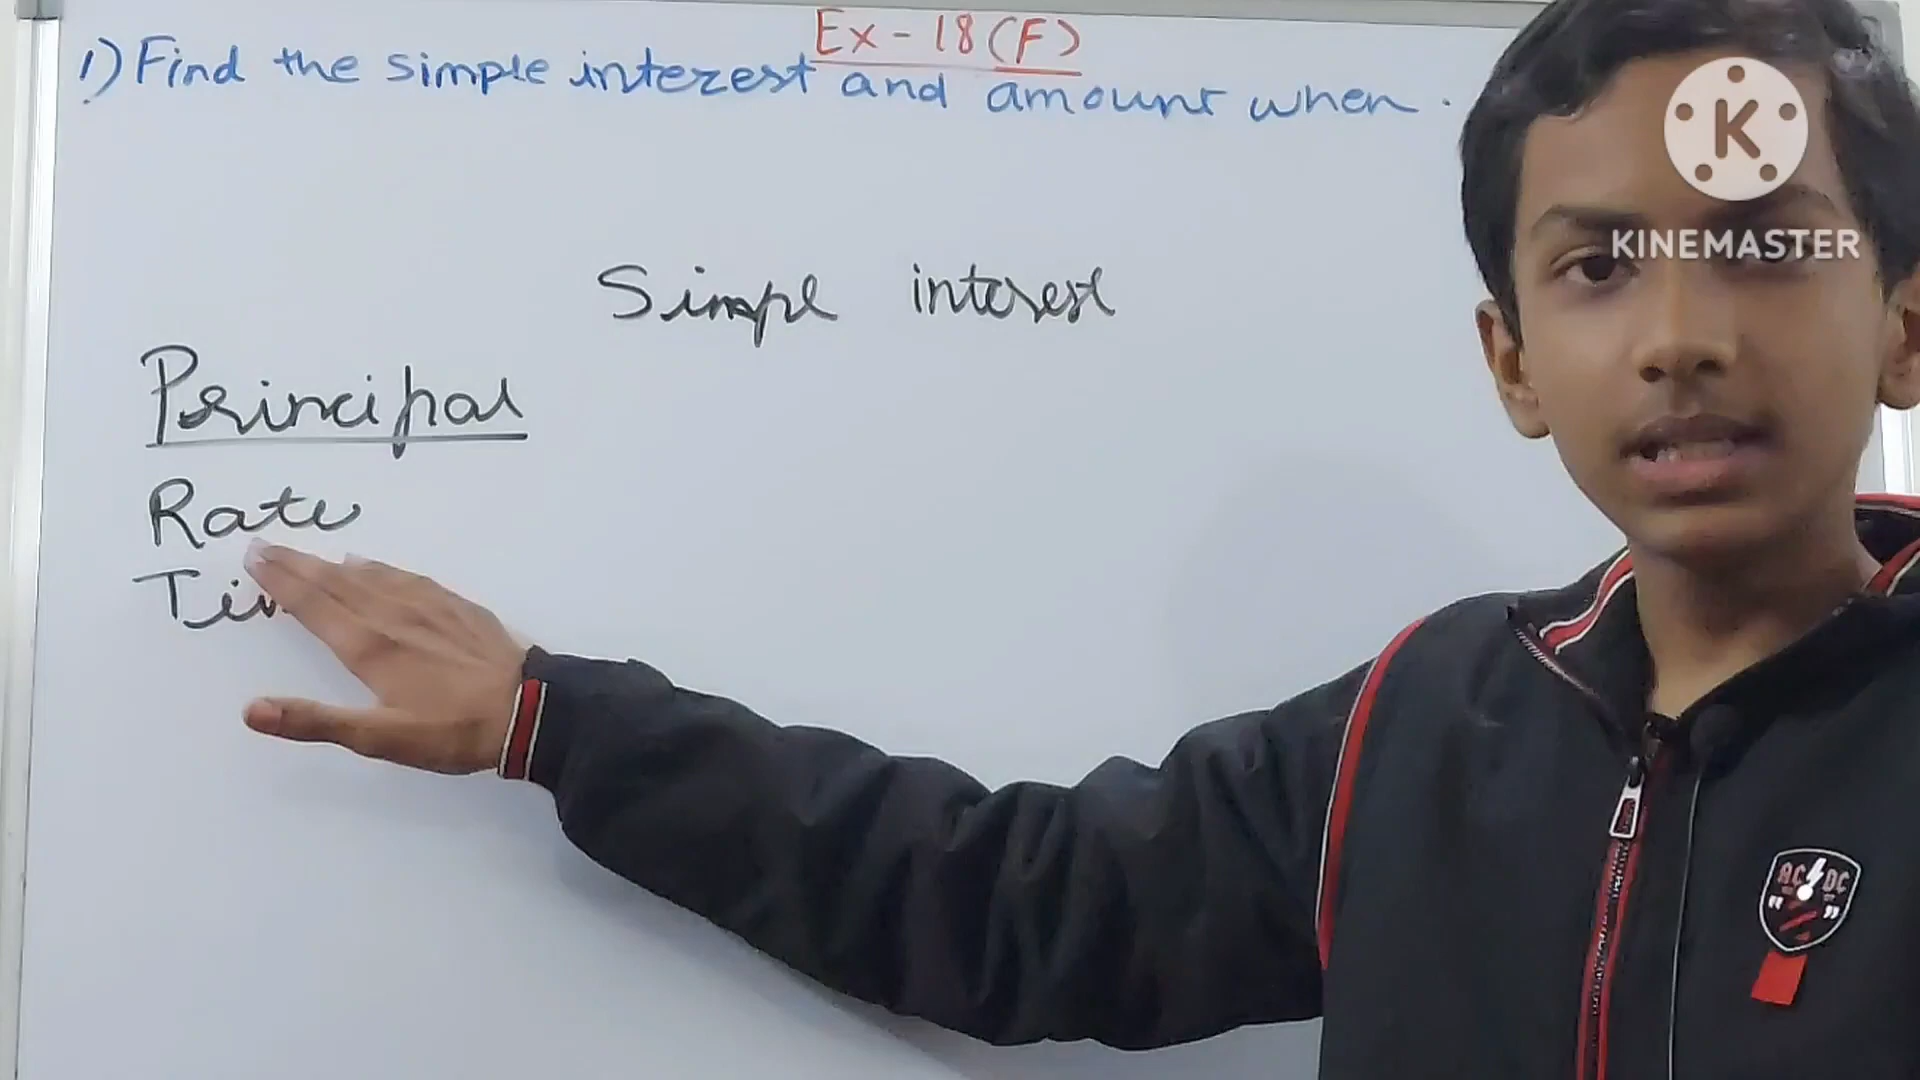 Ex-18(F)
1) Find the simple interest and amount when.
Simple interest
Principal
Rate
KINEMASTER
K
AC DC